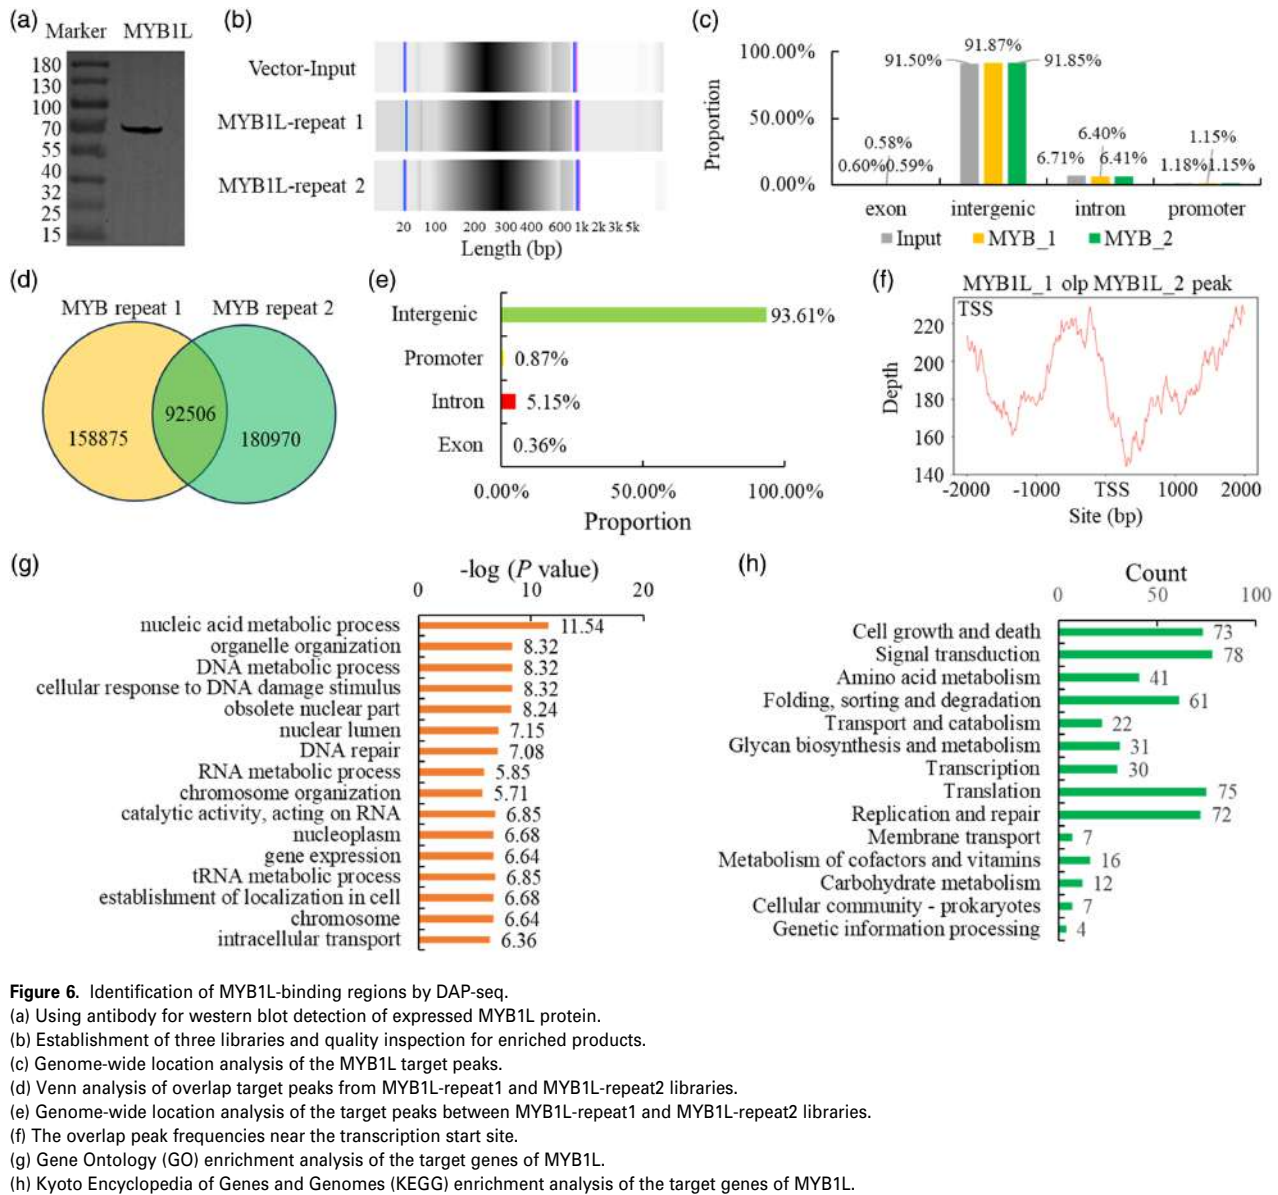 (a)
Marker MYB1L
180
130
100
70
55
40
32
25
15
(b)
Vector-Input
MYB1L-repeat 1
MYB1L-repeat 2
20 100 200 300 400 600 1k 2k 3k 5k
Length (bp)
(c)
Proportion
100.00%
50.00%
0.00%
0.60%
0.58%
0.59%
91.50%
91.87%
91.85%
6.71%
6.40%
6.41%
1.18%
1.15%
1.15%
exon intergenic intron promoter
Input MYB_1 MYB_2
(d)
MYB repeat 1 MYB repeat 2
158875 92506 180970
(e)
Intergenic 93.61%
Promoter 0.87%
Intron 5.15%
Exon 0.36%
0.00% 50.00% 100.00%
Proportion
(f)
MYB1L_1 olp MYB1L_2 peak
TSS
Depth
220
200
180
160
140
-2000 -1000 TSS 1000 2000
Site (bp)
(g)
-log (P value)
0 10 20
nucleic acid metabolic process 11.54
organelle organization 8.32
DNA metabolic process 8.32
cellular response to DNA damage stimulus 8.32
obsolete nuclear part 8.24
nuclear lumen 7.15
DNA repair 7.08
RNA metabolic process 5.85
chromosome organization 5.71
catalytic activity, acting on RNA 6.85
nucleoplasm 6.68
gene expression 6.64
tRNA metabolic process 6.85
establishment of localization in cell 6.68
chromosome 6.64
intracellular transport 6.36
(h)
Count
0 50 100
Cell growth and death 73
Signal transduction 78
Amino acid metabolism 41
Folding, sorting and degradation 61
Transport and catabolism 22
Glycan biosynthesis and metabolism 31
Transcription 30
Translation 75
Replication and repair 72
Membrane transport 7
Metabolism of cofactors and vitamins 16
Carbohydrate metabolism 12
Cellular community - prokaryotes 7
Genetic information processing 4
Figure 6. Identification of MYB1L-binding regions by DAP-seq.
(a) Using antibody for western blot detection of expressed MYB1L protein.
(b) Establishment of three libraries and quality inspection for enriched products.
(c) Genome-wide location analysis of the MYB1L target peaks.
(d) Venn analysis of overlap target peaks from MYB1L-repeat1 and MYB1L-repeat2 libraries.
(e) Genome-wide location analysis of the target peaks between MYB1L-repeat1 and MYB1L-repeat2 libraries.
(f) The overlap peak frequencies near the transcription start site.
(g) Gene Ontology (GO) enrichment analysis of the target genes of MYB1L.
(h) Kyoto Encyclopedia of Genes and Genomes (KEGG) enrichment analysis of the target genes of MYB1L.